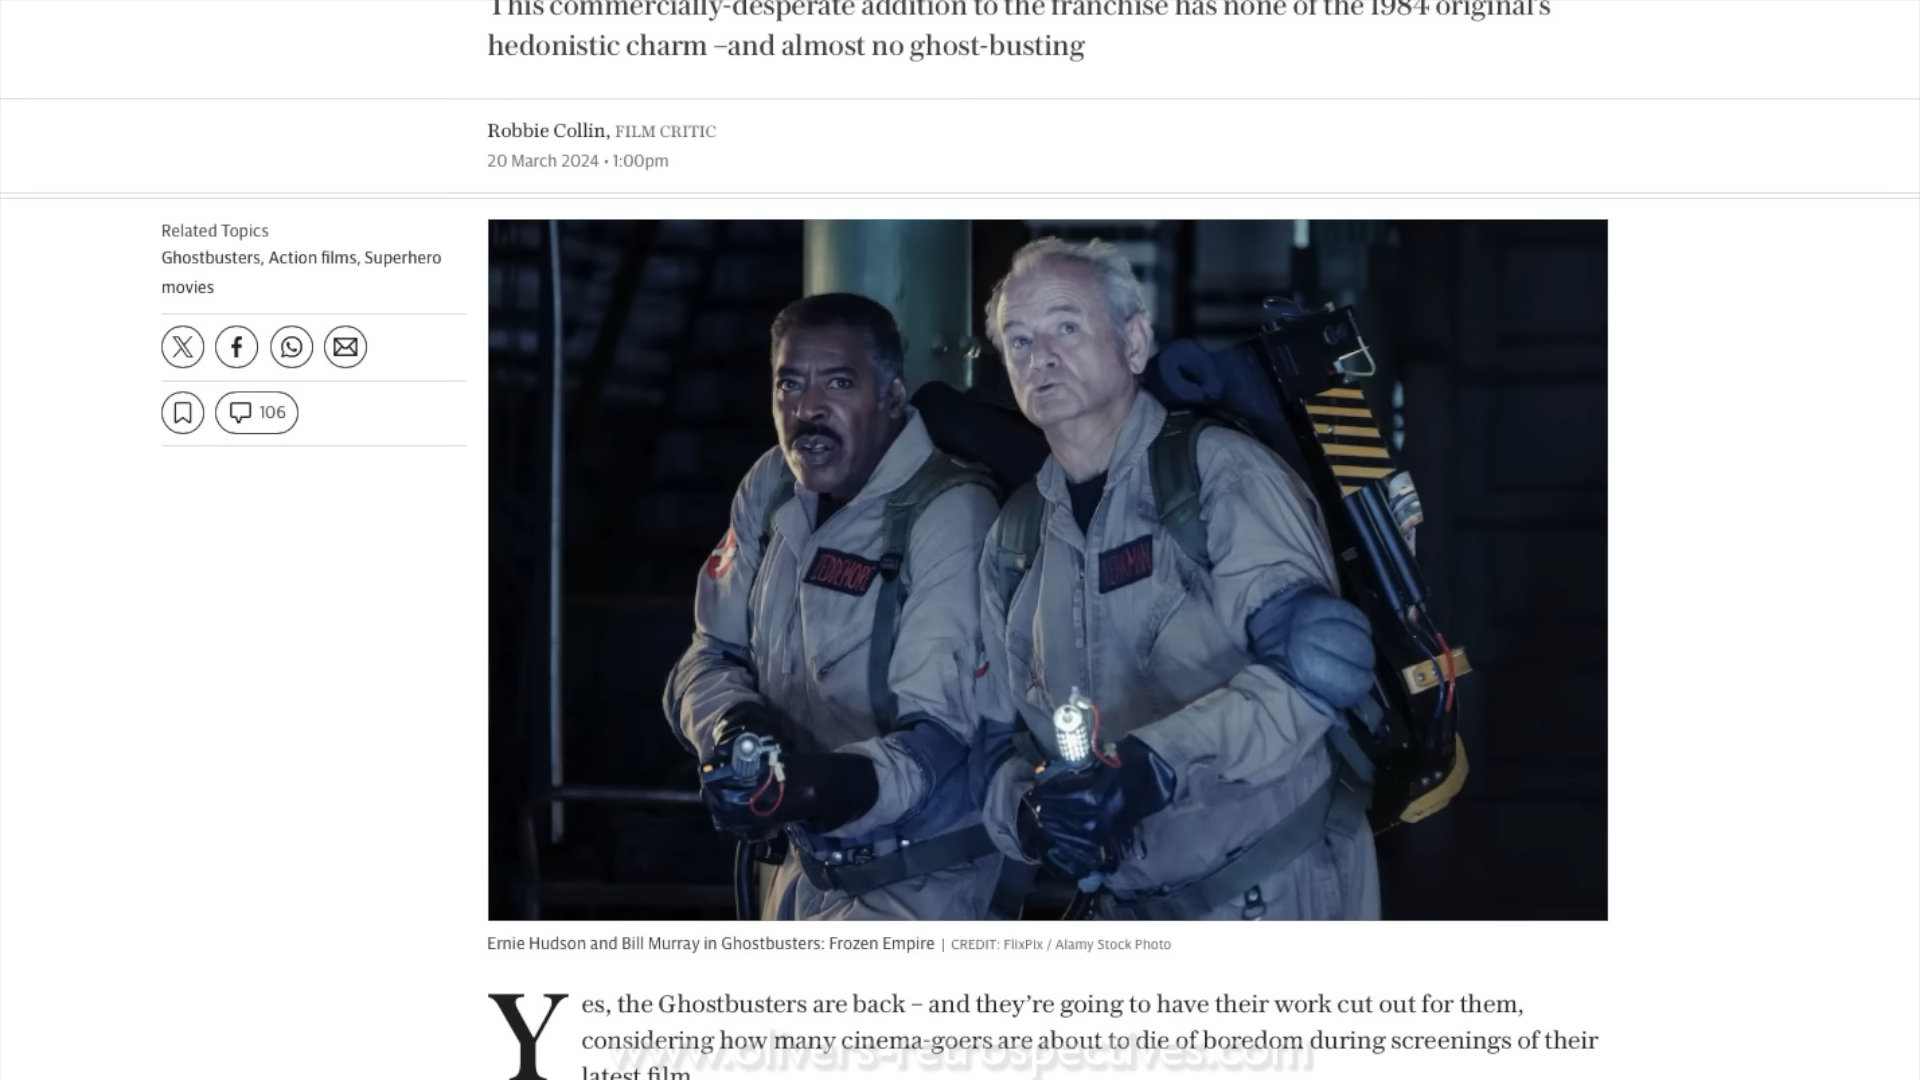 This commercially-desperate addition to the franchise has none of the 1984 original's
hedonistic charm –and almost no ghost-busting
Robbie Collin, FILM CRITIC
20 March 2024 • 1:00pm
Related Topics
Ghostbusters, Action films, Superhero
movies
106
ZEDDEMORE
VENKMAN
Ernie Hudson and Bill Murray in Ghostbusters: Frozen Empire | CREDIT: FlixPix / Alamy Stock Photo
Yes, the Ghostbusters are back – and they're going to have their work cut out for them,
considering how many cinema-goers are about to die of boredom during screenings of their
latest film.
www.olivers-retrospectives.com